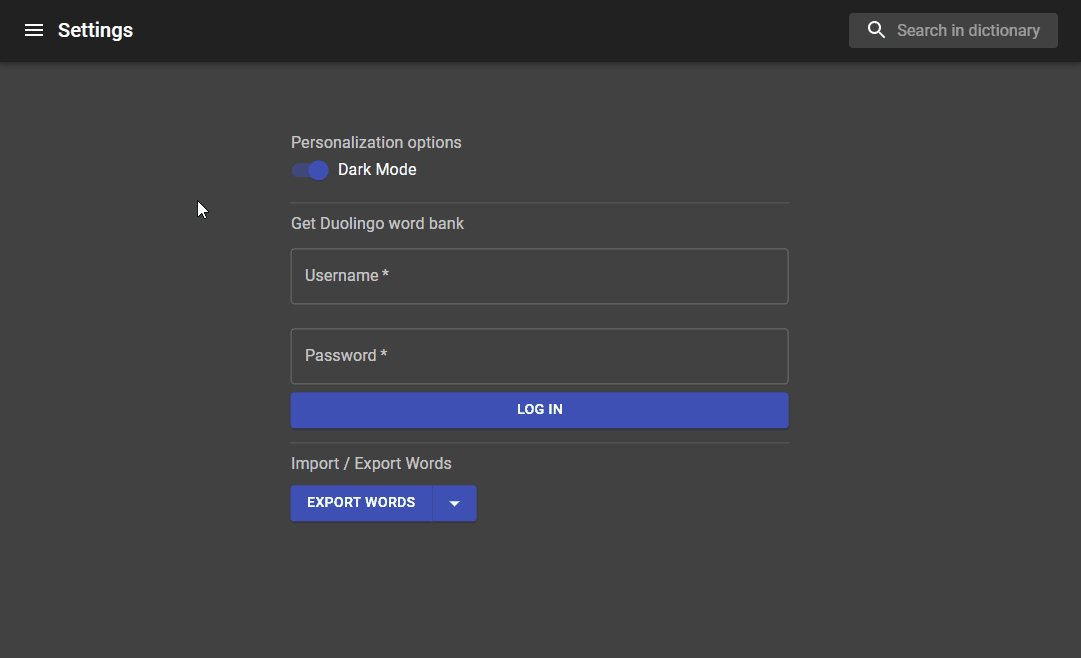 Settings
Search in dictionary
Personalization options
Dark Mode
Get Duolingo word bank
Username *
Password *
LOG IN
Import / Export Words
EXPORT WORDS